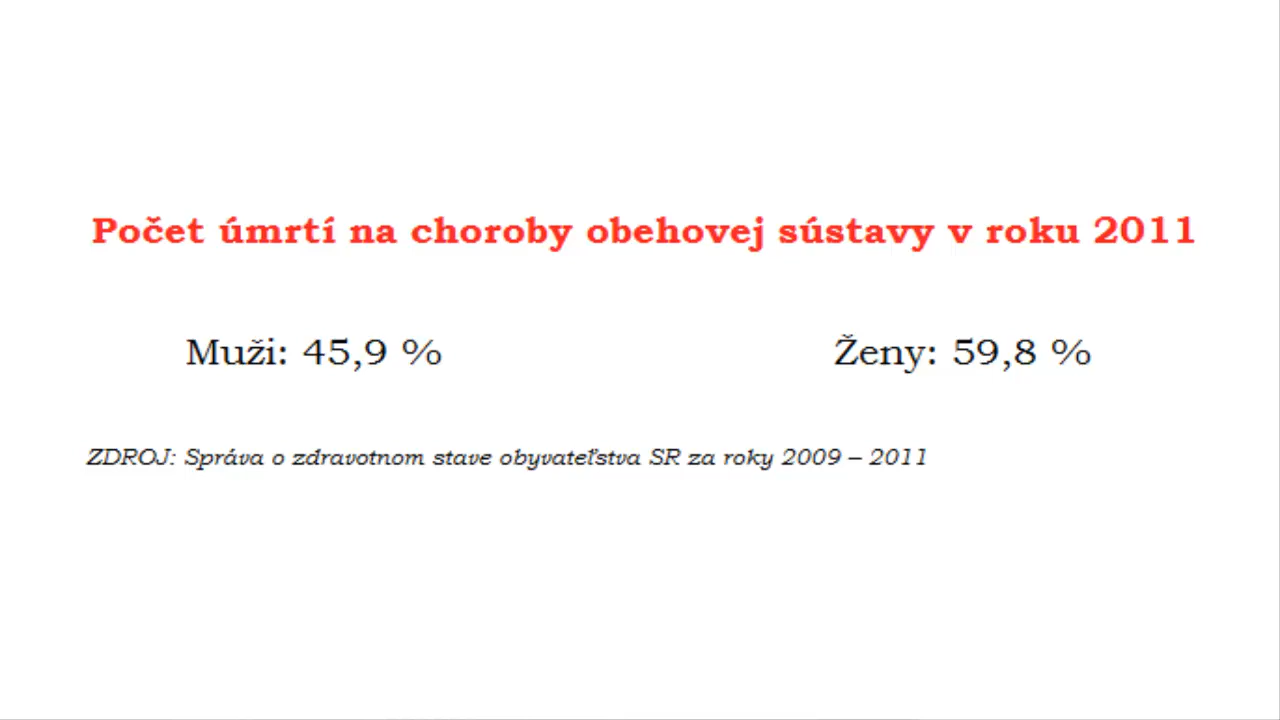 Počet úmrtí na choroby obehovej sústavy v roku 2011
Muži: 45,9 % Ženy: 59,8 %
ZDROJ: Správa o zdravotnom stave obyvateľstva SR za roky 2009 – 2011